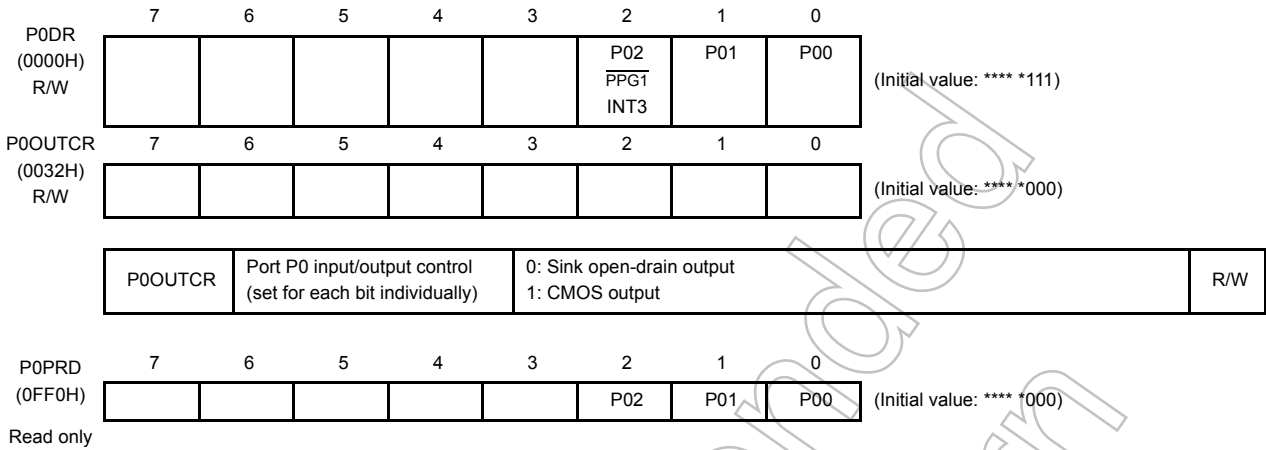 7 6 5 4 3 2 1 0
P0DR
(0000H)
R/W
P02 P01 P00
PPG1
INT3
(Initial value: **** *111)
P0OUTCR 7 6 5 4 3 2 1 0
(0032H)
R/W
(Initial value: **** *000)
P0OUTCR Port P0 input/output control 0: Sink open-drain output R/W
(set for each bit individually) 1: CMOS output
P0PRD 7 6 5 4 3 2 1 0
(0FF0H) P02 P01 P00 (Initial value: **** *000)
Read only